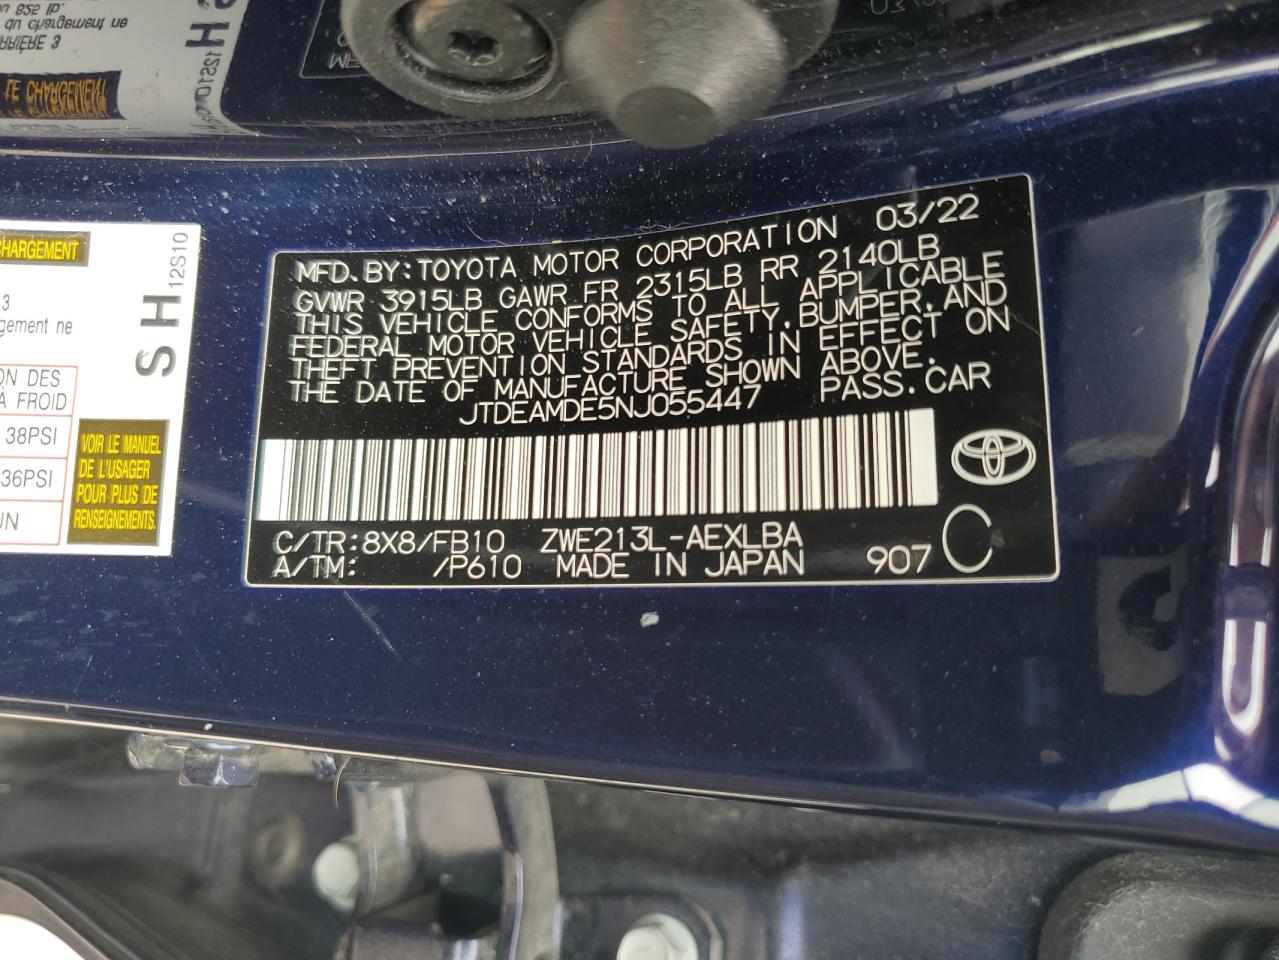 MFD.BY:TOYOTA MOTOR CORPORATION 03/22
GVWR 3915LB GAWR FR 2315LB RR 2140LB
THIS VEHICLE CONFORMS TO ALL APPLICABLE
FEDERAL MOTOR VEHICLE SAFETY,BUMPER,AND
THEFT PREVENTION STANDARDS IN EFFECT ON
THE DATE OF MANUFACTURE SHOWN ABOVE.
JTDEAMDE5NJ055447 PASS.CAR
C/TR:8X8/FB10 ZWE213L-AEXLBA
A/TM: /P610 MADE IN JAPAN 907 C
CHARGEMENT
3
ne
ON DES
À FROID
38PSI
36PSI
UN
SH
12S10
VOIR LE MANUEL
DE L'USAGER
POUR PLUS DE
RENSEIGNEMENTS.